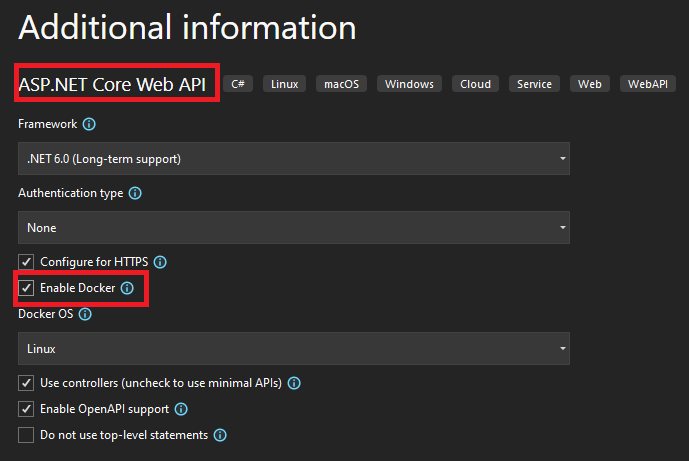 Additional information
ASP.NET Core Web API C# Linux macOS Windows Cloud Service Web WebAPI
Framework
.NET 6.0 (Long-term support)
Authentication type
None
Configure for HTTPS
Enable Docker
Docker OS
Linux
Use controllers (uncheck to use minimal APIs)
Enable OpenAPI support
Do not use top-level statements